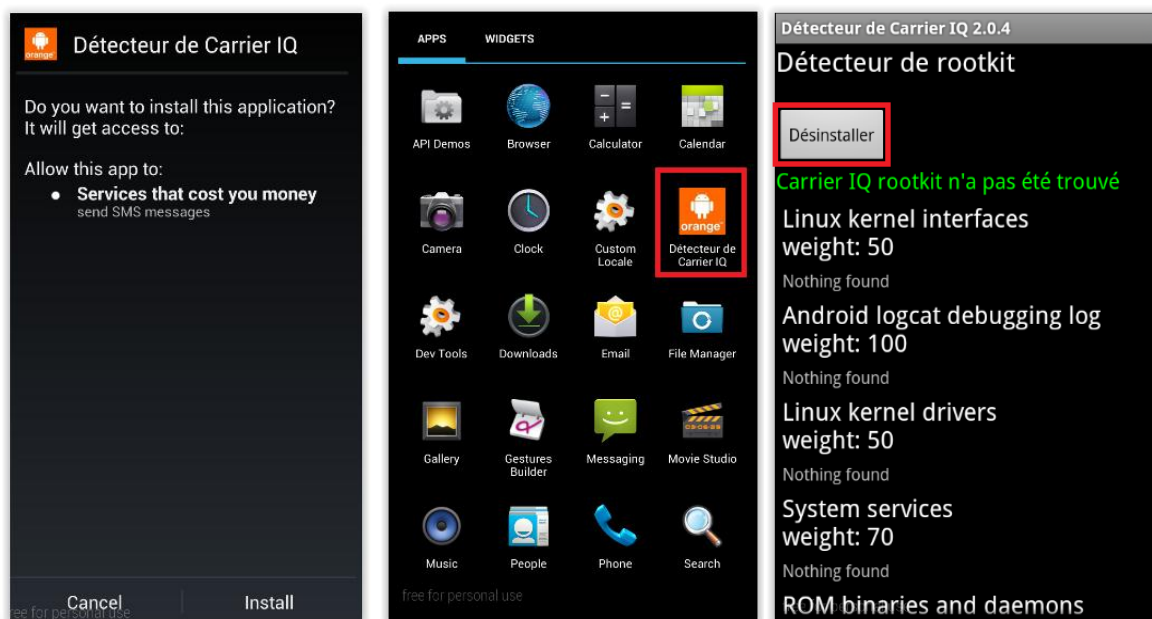 orange
Détecteur de Carrier IQ
Do you want to install this application?
It will get access to:
Allow this app to:
Services that cost you money
send SMS messages
Cancel
Install
free for personal use
APPS
WIDGETS
API Demos
Browser
Calculator
Calendar
Camera
Clock
Custom
Locale
orange
Détecteur de
Carrier IQ
Dev Tools
Downloads
Email
File Manager
Gallery
Gestures
Builder
Messaging
Movie Studio
Music
People
Phone
Search
free for personal use
Détecteur de Carrier IQ 2.0.4
Détecteur de rootkit
Désinstaller
Carrier IQ rootkit n'a pas été trouvé
Linux kernel interfaces
weight: 50
Nothing found
Android logcat debugging log
weight: 100
Nothing found
Linux kernel drivers
weight: 50
Nothing found
System services
weight: 70
Nothing found
ROM binaries and daemons